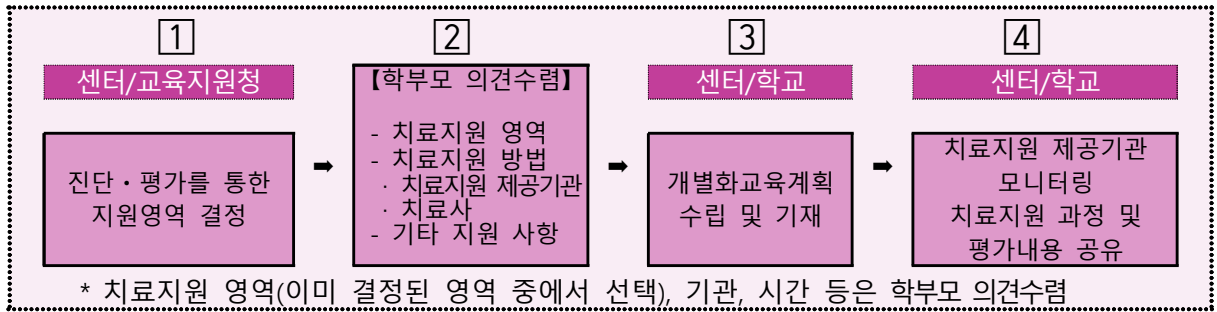 1
센터/교육지원청
진단・평가를 통한
지원영역 결정
➡
2
【학부모 의견수렴】
- 치료지원 영역
- 치료지원 방법
· 치료지원 제공기관
· 치료사
- 기타 지원 사항
➡
3
센터/학교
개별화교육계획
수립 및 기재
➡
4
센터/학교
치료지원 제공기관
모니터링
치료지원 과정 및
평가내용 공유
* 치료지원 영역(이미 결정된 영역 중에서 선택), 기관, 시간 등은 학부모 의견수렴